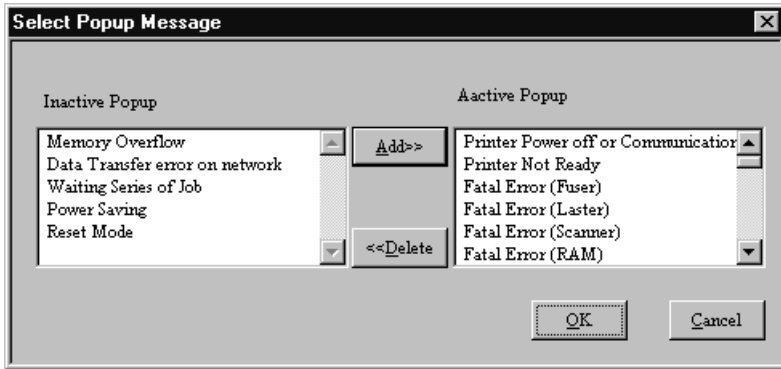 Select Popup Message
Inactive Popup
Aactive Popup
Memory Overflow
Data Transfer error on network
Waiting Series of Job
Power Saving
Reset Mode
Add>>
<<Delete
Printer Power off or Communication
Printer Not Ready
Fatal Error (Fuser)
Fatal Error (Laster)
Fatal Error (Scanner)
Fatal Error (RAM)
OK
Cancel